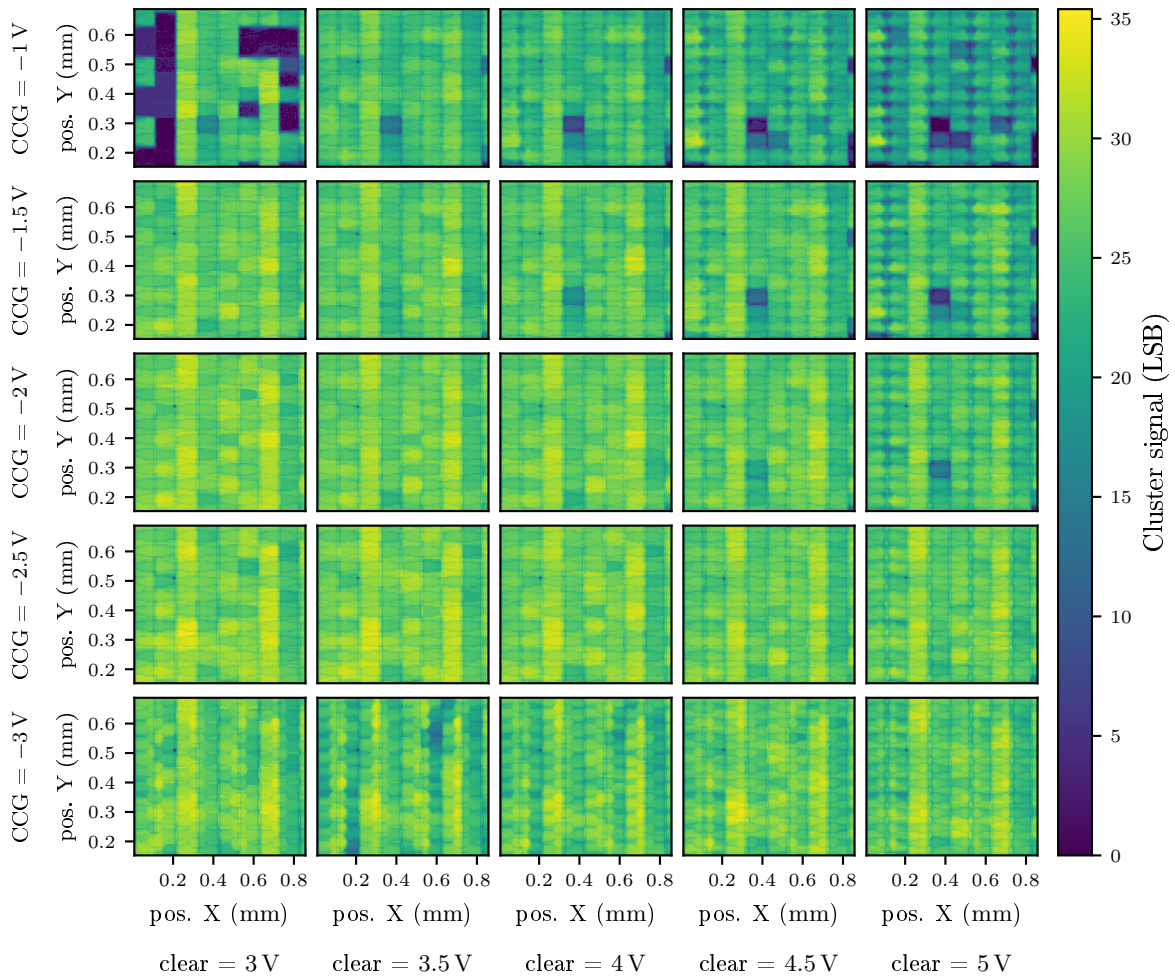 CCG = −1 V
pos. Y (mm)
0.6
0.5
0.4
0.3
0.2
CCG = −1.5 V
pos. Y (mm)
0.6
0.5
0.4
0.3
0.2
CCG = −2 V
pos. Y (mm)
0.6
0.5
0.4
0.3
0.2
CCG = −2.5 V
pos. Y (mm)
0.6
0.5
0.4
0.3
0.2
CCG = −3 V
pos. Y (mm)
0.6
0.5
0.4
0.3
0.2
0.2 0.4 0.6 0.8 0.2 0.4 0.6 0.8 0.2 0.4 0.6 0.8 0.2 0.4 0.6 0.8 0.2 0.4 0.6 0.8
pos. X (mm) pos. X (mm) pos. X (mm) pos. X (mm) pos. X (mm)
clear = 3 V clear = 3.5 V clear = 4 V clear = 4.5 V clear = 5 V
35
30
25
20
15
10
5
0
Cluster signal (LSB)